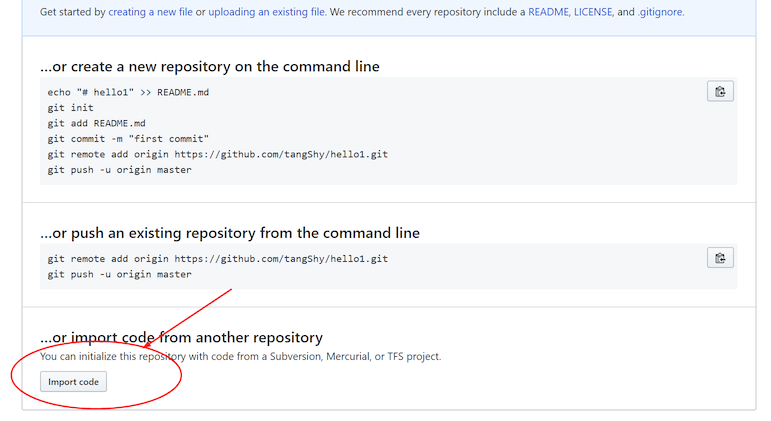 Get started by creating a new file or uploading an existing file. We recommend every repository include a README, LICENSE, and .gitignore.
…or create a new repository on the command line
echo "# hello1" >> README.md
git init
git add README.md
git commit -m "first commit"
git remote add origin https://github.com/tangShy/hello1.git
git push -u origin master
…or push an existing repository from the command line
git remote add origin https://github.com/tangShy/hello1.git
git push -u origin master
…or import code from another repository
You can initialize this repository with code from a Subversion, Mercurial, or TFS project.
Import code